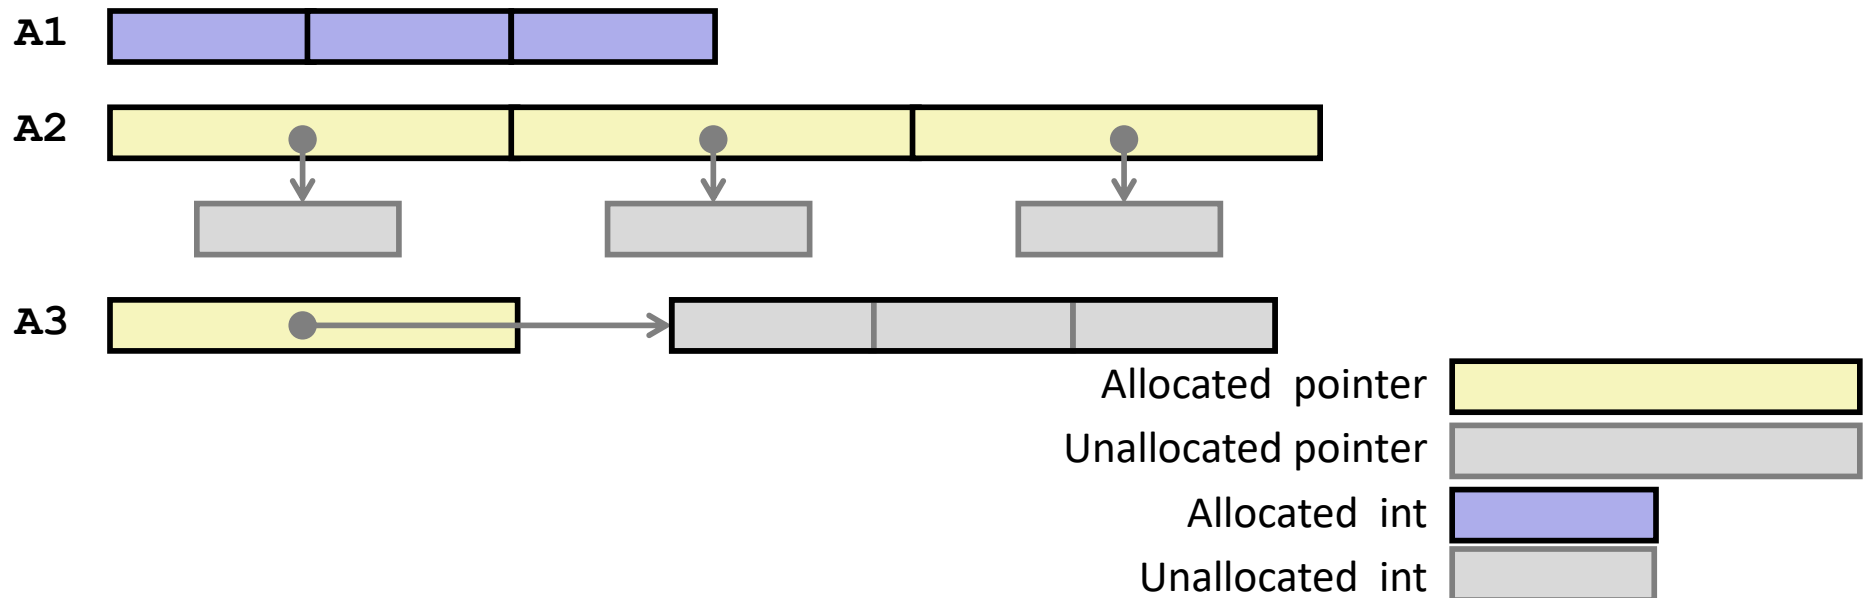 A1
A2
A3
Allocated pointer
Unallocated pointer
Allocated int
Unallocated int